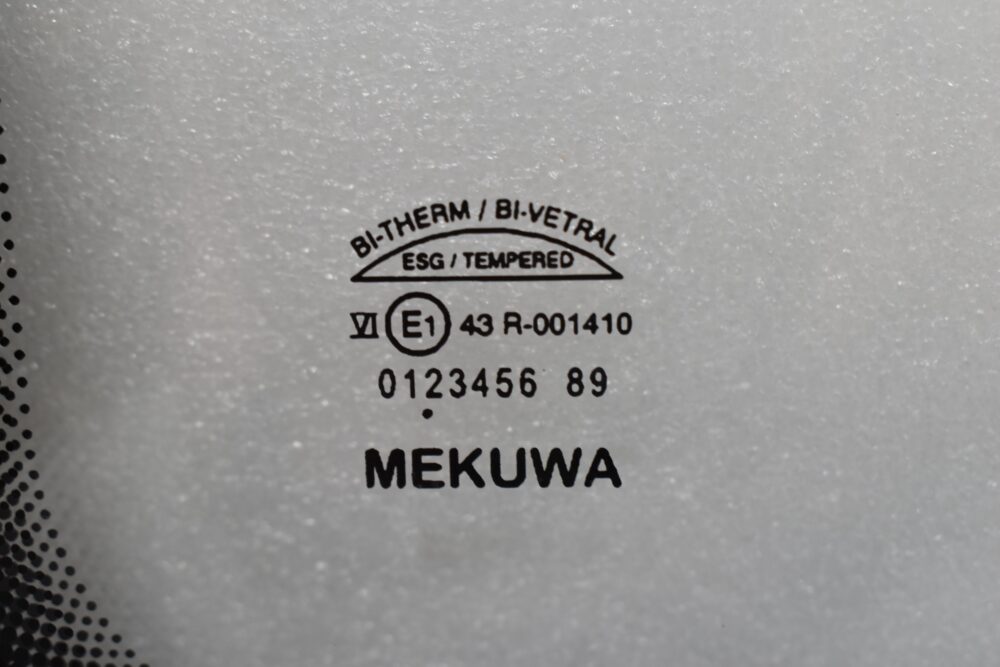 BI-THERM / BI-VETRAL
ESG / TEMPERED
VI E1 43 R-001410
0123456 89
MEKUWA